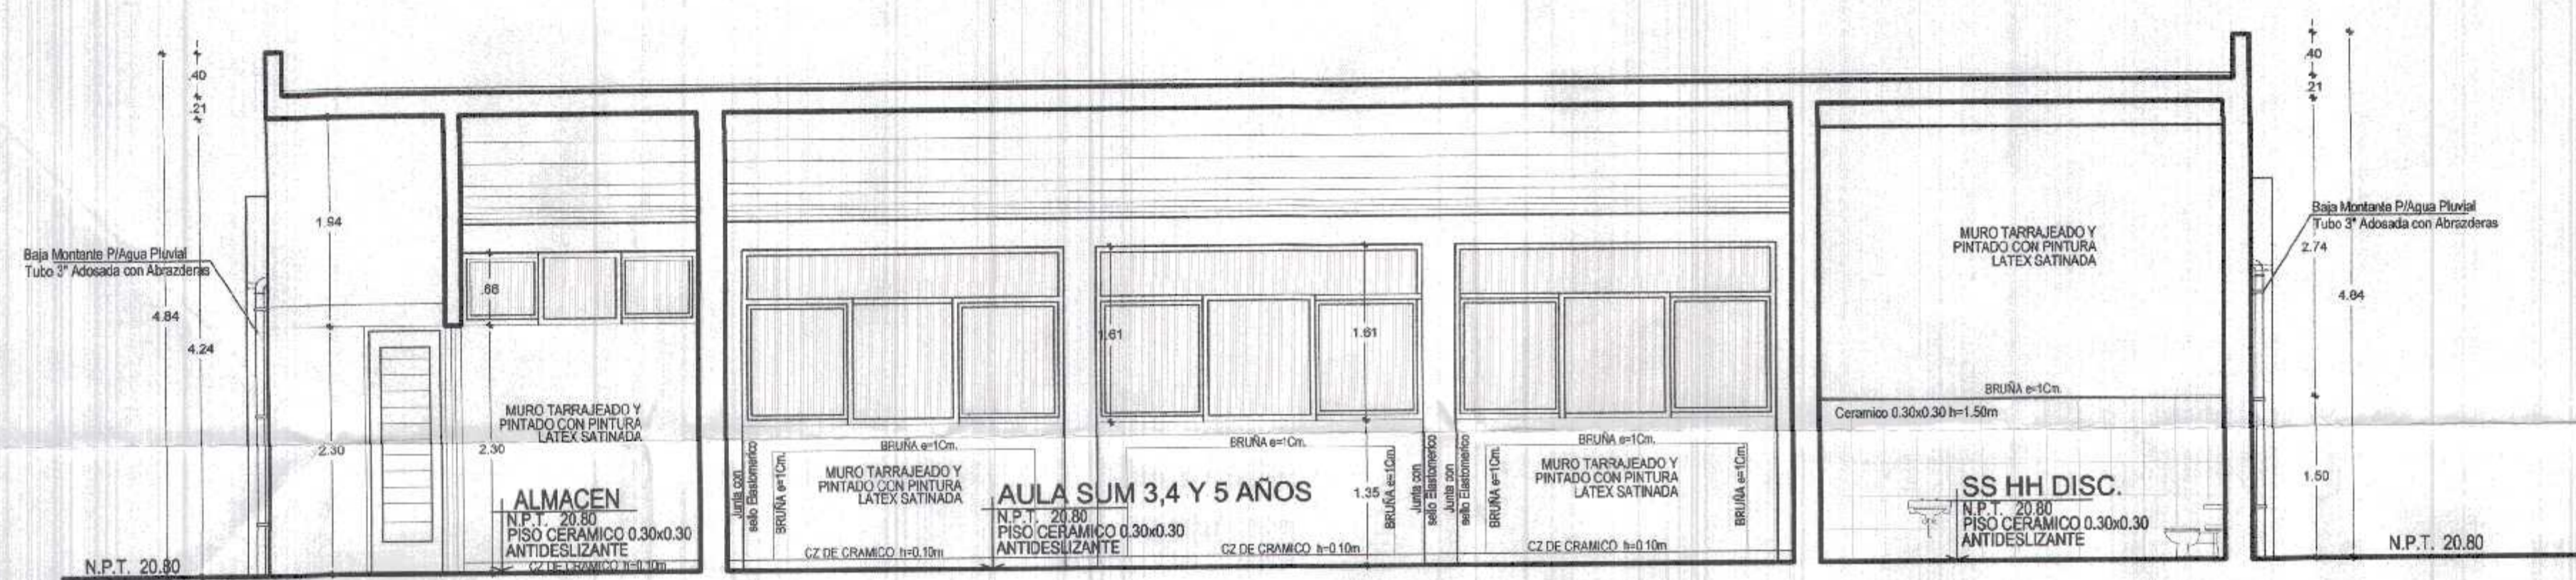 .40
.21
1.94
Baja Montante P/Agua Pluvial
Tubo 3" Adosada con Abrazderas
4.84
4.24
2.30
N.P.T. 20.80
.66
MURO TARRAJEADO Y
PINTADO CON PINTURA
LATEX SATINADA
2.30
ALMACEN
N.P.T. 20.80
PISO CERAMICO 0.30x0.30
ANTIDESLIZANTE
CZ DE CRAMICO h=0.10m
Junta con
sello Elastomerico
BRUÑA e=1Cm.
BRUÑA e=1Cm.
MURO TARRAJEADO Y
PINTADO CON PINTURA
LATEX SATINADA
CZ DE CRAMICO h=0.10m
1.61
1.61
BRUÑA e=1Cm.
AULA SUM 3,4 Y 5 AÑOS
N.P.T. 20.80
PISO CERAMICO 0.30x0.30
ANTIDESLIZANTE
1.35
CZ DE CRAMICO h=0.10m
BRUÑA e=1Cm.
Junta con
sello Elastomerico
Junta con
sello Elastomerico
BRUÑA e=1Cm.
BRUÑA e=1Cm.
MURO TARRAJEADO Y
PINTADO CON PINTURA
LATEX SATINADA
BRUÑA e=1Cm.
CZ DE CRAMICO h=0.10m
MURO TARRAJEADO Y
PINTADO CON PINTURA
LATEX SATINADA
BRUÑA e=1Cm.
Ceramico 0.30x0.30 h=1.50m
SS HH DISC.
N.P.T. 20.80
PISO CERAMICO 0.30x0.30
ANTIDESLIZANTE
.40
.21
Baja Montante P/Agua Pluvial
Tubo 3" Adosada con Abrazderas
2.74
4.84
1.50
N.P.T. 20.80